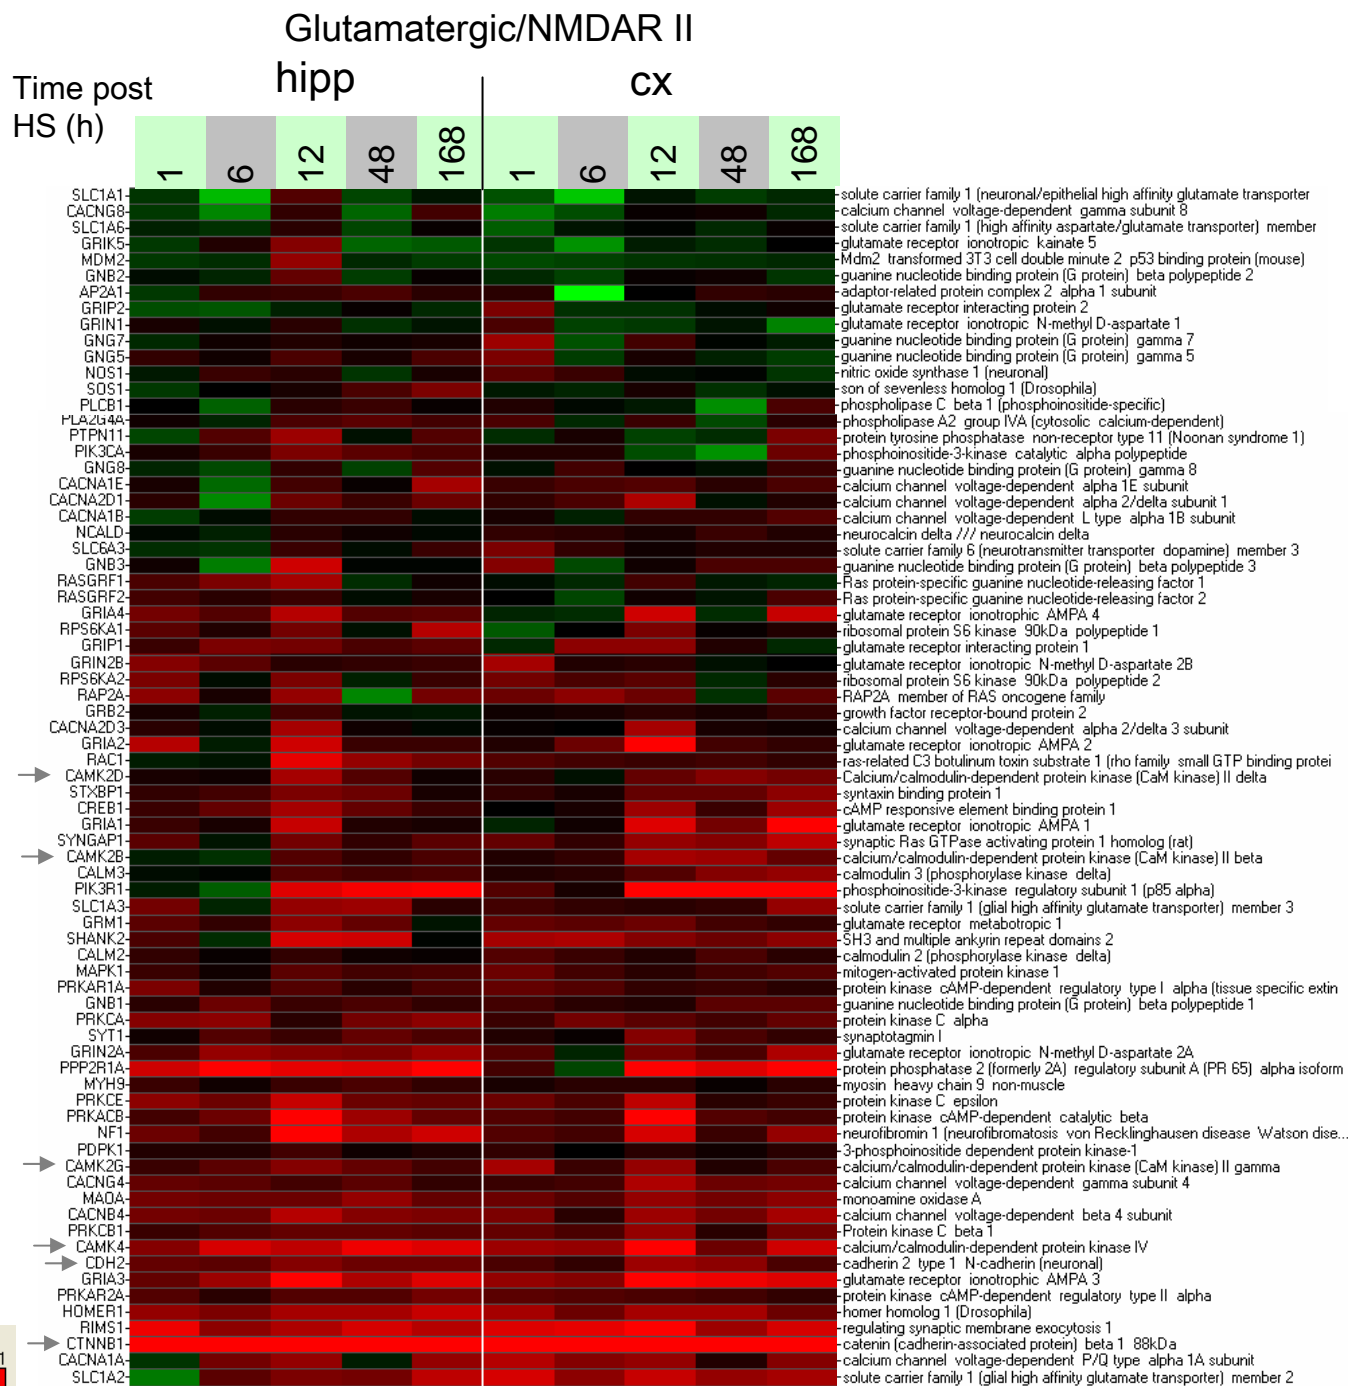 Glutamatergic/NMDAR II
hipp cx
Time post
HS (h)
1 6 12 48 168 1 6 12 48 168
SLC1A1 solute carrier family 1 (neuronal/epithelial high affinity glutamate transporter
CACNG8 calcium channel voltage-dependent gamma subunit 8
SLC1A6 solute carrier family 1 (high affinity aspartate/glutamate transporter) member
GRIK5 glutamate receptor ionotropic kainate 5
MDM2 Mdm2 transformed 3T3 cell double minute 2 p53 binding protein (mouse)
GNB2 guanine nucleotide binding protein (G protein) beta polypeptide 2
AP2A1 adaptor-related protein complex 2 alpha 1 subunit
GRIP2 glutamate receptor interacting protein 2
GRIN1 glutamate receptor ionotropic N-methyl D-aspartate 1
GNG7 guanine nucleotide binding protein (G protein) gamma 7
GNG5 guanine nucleotide binding protein (G protein) gamma 5
NOS1 nitric oxide synthase 1 (neuronal)
SOS1 son of sevenless homolog 1 (Drosophila)
PLCB1 phospholipase C beta 1 (phosphoinositide-specific)
PLA2G4A phospholipase A2 group IVA (cytosolic calcium-dependent)
PTPN11 protein tyrosine phosphatase non-receptor type 11 (Noonan syndrome 1)
PIK3CA phosphoinositide-3-kinase catalytic alpha polypeptide
GNG8 guanine nucleotide binding protein (G protein) gamma 8
CACNA1E calcium channel voltage-dependent alpha 1E subunit
CACNA2D1 calcium channel voltage-dependent alpha 2/delta subunit 1
CACNA1B calcium channel voltage-dependent L type alpha 1B subunit
NCALD neurocalcin delta /// neurocalcin delta
SLC6A3 solute carrier family 6 (neurotransmitter transporter dopamine) member 3
GNB3 guanine nucleotide binding protein (G protein) beta polypeptide 3
RASGRF1 Ras protein-specific guanine nucleotide-releasing factor 1
RASGRF2 Ras protein-specific guanine nucleotide-releasing factor 2
GRIA4 glutamate receptor ionotrophic AMPA 4
RPS6KA1 ribosomal protein S6 kinase 90kDa polypeptide 1
GRIP1 glutamate receptor interacting protein 1
GRIN2B glutamate receptor ionotropic N-methyl D-aspartate 2B
RPS6KA2 ribosomal protein S6 kinase 90kDa polypeptide 2
RAP2A RAP2A member of RAS oncogene family
GRB2 growth factor receptor-bound protein 2
CACNA2D3 calcium channel voltage-dependent alpha 2/delta 3 subunit
GRIA2 glutamate receptor ionotropic AMPA 2
RAC1 ras-related C3 botulinum toxin substrate 1 (rho family small GTP binding protei
CAMK2D Calcium/calmodulin-dependent protein kinase (CaM kinase) II delta
STXBP1 syntaxin binding protein 1
CREB1 cAMP responsive element binding protein 1
GRIA1 glutamate receptor ionotropic AMPA 1
SYNGAP1 synaptic Ras GTPase activating protein 1 homolog (rat)
CAMK2B calcium/calmodulin-dependent protein kinase (CaM kinase) II beta
CALM3 calmodulin 3 (phosphorylase kinase delta)
PIK3R1 phosphoinositide-3-kinase regulatory subunit 1 (p85 alpha)
SLC1A3 solute carrier family 1 (glial high affinity glutamate transporter) member 3
GRM1 glutamate receptor metabotropic 1
SHANK2 SH3 and multiple ankyrin repeat domains 2
CALM2 calmodulin 2 (phosphorylase kinase delta)
MAPK1 mitogen-activated protein kinase 1
PRKAR1A protein kinase cAMP-dependent regulatory type I alpha (tissue specific extin
GNB1 guanine nucleotide binding protein (G protein) beta polypeptide 1
PRKCA protein kinase C alpha
SYT1 synaptotagmin I
GRIN2A glutamate receptor ionotropic N-methyl D-aspartate 2A
PPP2R1A protein phosphatase 2 (formerly 2A) regulatory subunit A (PR 65) alpha isoform
MYH9 myosin heavy chain 9 non-muscle
PRKCE protein kinase C epsilon
PRKACB protein kinase cAMP-dependent catalytic beta
NF1 neurofibromin 1 (neurofibromatosis von Recklinghausen disease Watson dise...
PDPK1 3-phosphoinositide dependent protein kinase-1
CAMK2G calcium/calmodulin-dependent protein kinase (CaM kinase) II gamma
CACNG4 calcium channel voltage-dependent gamma subunit 4
MAOA monoamine oxidase A
CACNB4 calcium channel voltage-dependent beta 4 subunit
PRKCB1 Protein kinase C beta 1
CAMK4 calcium/calmodulin-dependent protein kinase IV
CDH2 cadherin 2 type 1 N-cadherin (neuronal)
GRIA3 glutamate receptor ionotrophic AMPA 3
PRKAR2A protein kinase cAMP-dependent regulatory type II alpha
HOMER1 homer homolog 1 (Drosophila)
RIMS1 regulating synaptic membrane exocytosis 1
CTNNB1 catenin (cadherin-associated protein) beta 1 88kDa
1
CACNA1A calcium channel voltage-dependent P/Q type alpha 1A subunit
SLC1A2 solute carrier family 1 (glial high affinity glutamate transporter) member 2